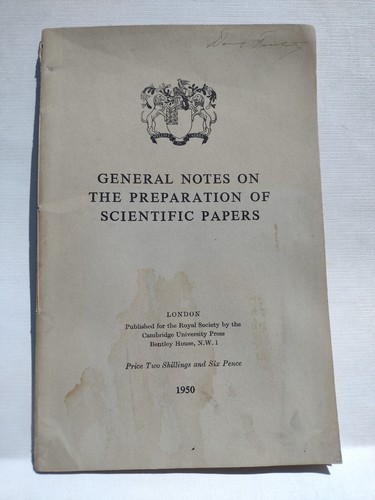 GENERAL NOTES ON
THE PREPARATION OF
SCIENTIFIC PAPERS
LONDON
Published for the Royal Society by the
Cambridge University Press
Bentley House, N.W. 1
Price Two Shillings and Six Pence
1950